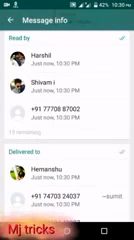 10:30 PM
Message info
Read by
Harshil
Just now, 10:30 PM
Shivam i
Just now, 10:30 PM
+91 77708 87002
Just now, 10:30 PM
15 remaining
Delivered to
Hemanshu
Just now, 10:30 PM
+91 74703 24037 ~sumit
Just now, 10:30 PM
Mj tricks